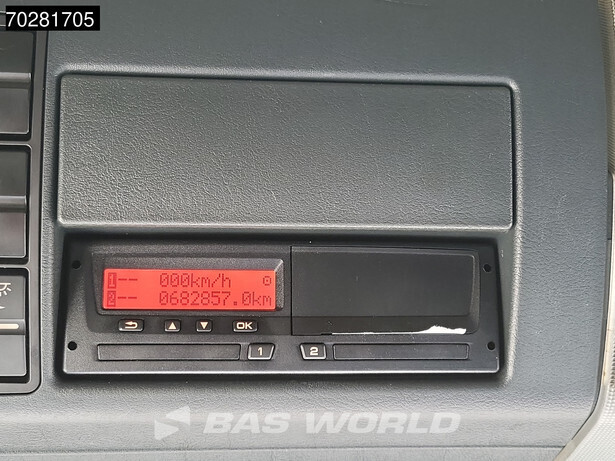 70281705
1 -- 000km/h
2 -- 0682857.0km
OK
1 2
BAS WORLD